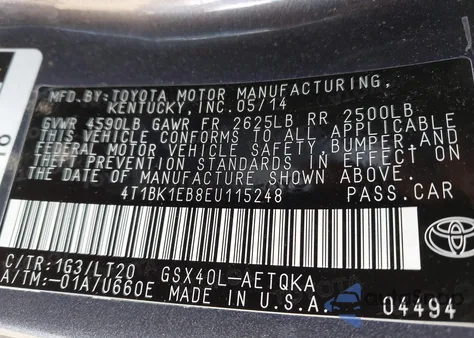 MFD.BY:TOYOTA MOTOR MANUFACTURING,
KENTUCKY,INC.05/14
GVWR 4590LB GAWR FR 2625LB RR 2500LB
THIS VEHICLE CONFORMS TO ALL APPLICABLE
FEDERAL MOTOR VEHICLE SAFETY,BUMPER,AND
THEFT PREVENTION STANDARDS IN EFFECT ON
THE DATE OF MANUFACTURE SHOWN ABOVE.
4T1BK1EB8EU115248 PASS.CAR
C/TR:1G3/LT20 GSX40L-AETQKA
A/TM:-01A/U660E MADE IN U.S.A.
04494
TOYOTA